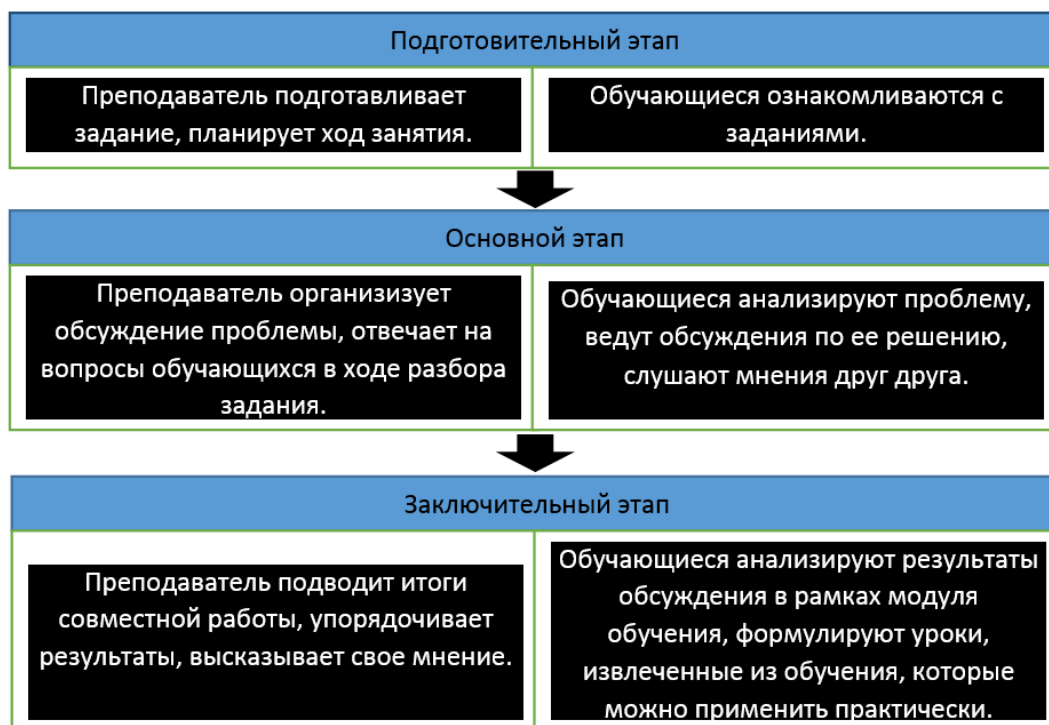 Подготовительный этап
Преподаватель подготавливает
задание, планирует ход занятия.
Обучающиеся ознакомливаются с
заданиями.
Основной этап
Преподаватель организизует
обсуждение проблемы, отвечает на
вопросы обучающихся в ходе разбора
задания.
Обучающиеся анализируют проблему,
ведут обсуждения по ее решению,
слушают мнения друг друга.
Заключительный этап
Преподаватель подводит итоги
совместной работы, упорядочивает
результаты, высказывает свое мнение.
Обучающиеся анализируют результаты
обсуждения в рамках модуля
обучения, формулируют уроки,
извлеченные из обучения, которые
можно применить практически.